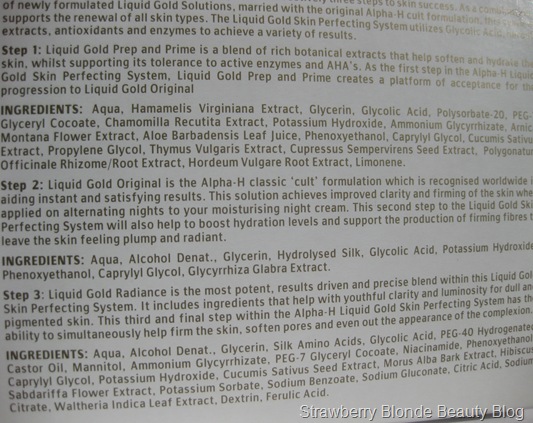 of newly formulated Liquid Gold Solutions, married with the original Alpha-H cult formulation, the
supports the renewal of all skin types. The Liquid Gold Skin Perfecting System utilizes Glycolic Acid,
extracts, antioxidants and enzymes to achieve a variety of results.
Step 1: Liquid Gold Prep and Prime is a blend of rich botanical extracts that help soften and hydrate the
skin, whilst supporting its tolerance to active enzymes and AHA's. As the first step in the Alpha-H Liquid
Gold Skin Perfecting System, Liquid Gold Prep and Prime creates a platform of acceptance for the
progression to Liquid Gold Original
INGREDIENTS: Aqua, Hamamelis Virginiana Extract, Glycerin, Glycolic Acid, Polysorbate-20, PEG-
Glyceryl Cocoate, Chamomilla Recutita Extract, Potassium Hydroxide, Ammonium Glycyrrhizate, Arnic
Montana Flower Extract, Aloe Barbadensis Leaf Juice, Phenoxyethanol, Caprylyl Glycol, Cucumis Sativu
Extract, Propylene Glycol, Thymus Vulgaris Extract, Cupressus Sempervirens Seed Extract, Polygonatu
Officinale Rhizome/Root Extract, Hordeum Vulgare Root Extract, Limonene.
Step 2: Liquid Gold Original is the Alpha-H classic 'cult' formulation which is recognised worldwide i
aiding instant and satisfying results. This solution achieves improved clarity and firming of the skin whe
applied on alternating nights to your moisturising night cream. This second step to the Liquid Gold Ski
Perfecting System will also help to boost hydration levels and support the production of firming fibres t
leave the skin feeling plump and radiant.
INGREDIENTS: Aqua, Alcohol Denat., Glycerin, Hydrolysed Silk, Glycolic Acid, Potassium Hydroxide
Phenoxyethanol, Caprylyl Glycol, Glycyrrhiza Glabra Extract.
Step 3: Liquid Gold Radiance is the most potent, results driven and precise blend within this Liquid Gol
Skin Perfecting System. It includes ingredients that help with youthful clarity and luminosity for dull an
pigmented skin. This third and final step within the Alpha-H Liquid Gold Skin Perfecting System has the
ability to simultaneously help firm the skin, soften pores and even out the appearance of the complexion.
INGREDIENTS: Aqua, Alcohol Denat., Glycerin, Silk Amino Acids, Glycolic Acid, PEG-40 Hydrogenate
Castor Oil, Mannitol, Ammonium Glycyrrhizate, PEG-7 Glyceryl Cocoate, Niacinamide, Phenoxyethanol
Caprylyl Glycol, Potassium Hydroxide, Cucumis Sativus Seed Extract, Morus Alba Bark Extract, Hibiscus
Sabdariffa Flower Extract, Potassium Sorbate, Sodium Benzoate, Sodium Gluconate, Citric Acid, Sodium
Citrate, Waltheria Indica Leaf Extract, Dextrin, Ferulic Acid.
Strawberry Blonde Beauty Blog